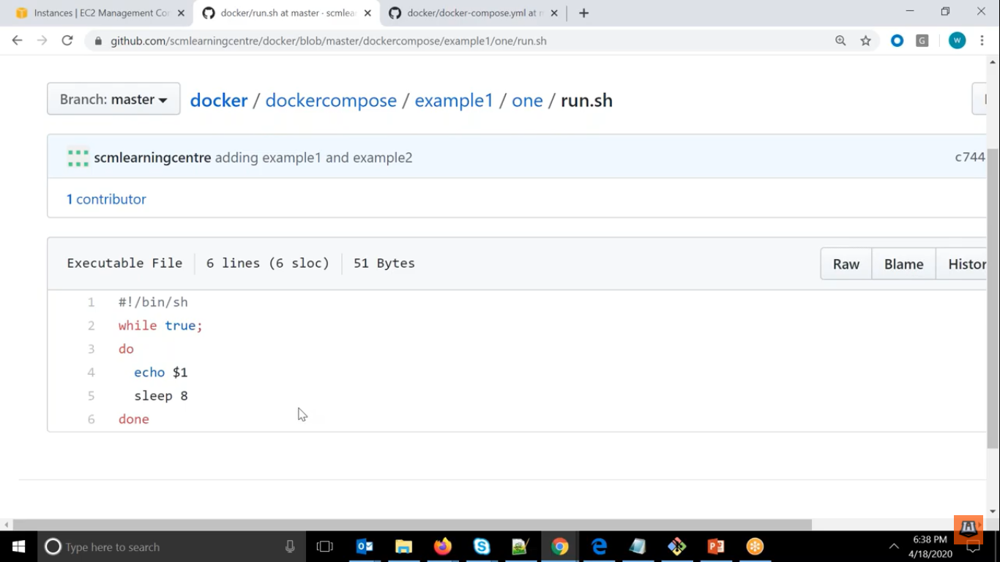 Instances | EC2 Management Co
docker/run.sh at master · scmlea
docker/docker-compose.yml at m
github.com/scmlearningcentre/docker/blob/master/dockercompose/example1/one/run.sh
G
W
Branch: master
docker / dockercompose / example1 / one / run.sh
scmlearningcentre adding example1 and example2
c744
1 contributor
Executable File
6 lines (6 sloc)
51 Bytes
Raw
Blame
Histor
1 #!/bin/sh
2 while true;
3 do
4 echo $1
5 sleep 8
6 done
Type here to search
6:38 PM
4/18/2020